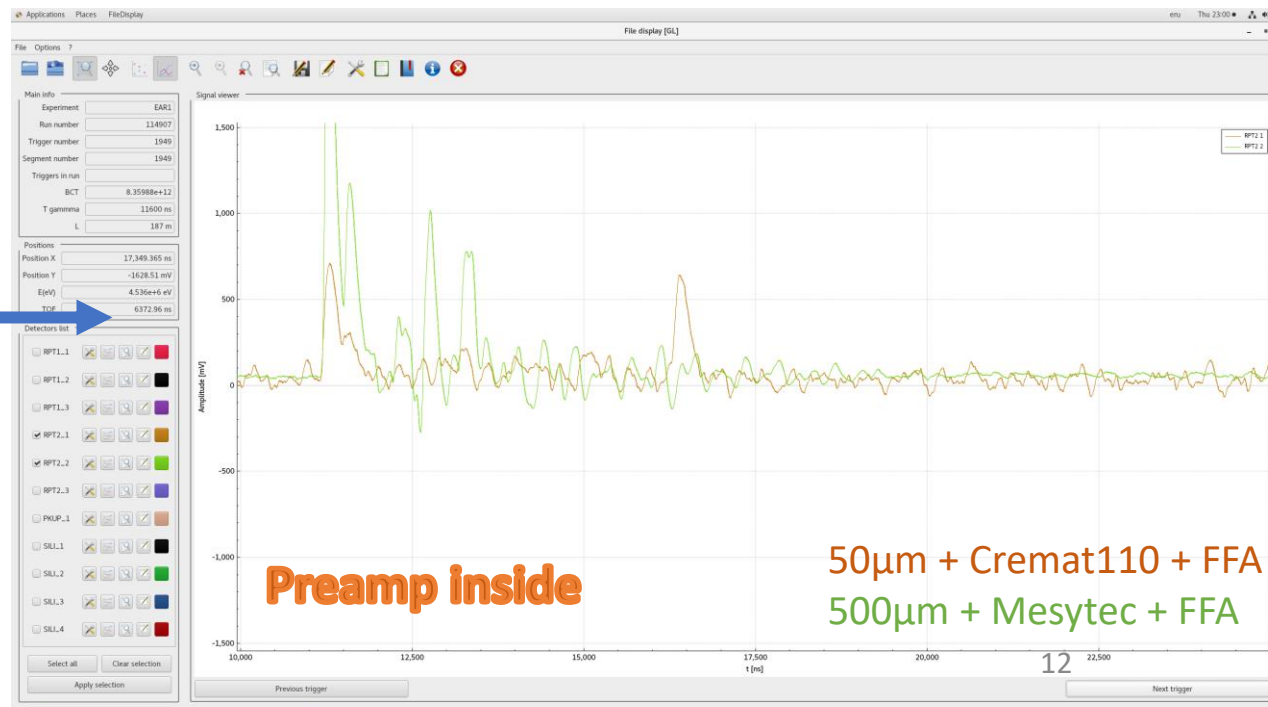 Applications Places FileDisplay
eru Thu 23:00
File display [GL]
File Options ?
Main info
Experiment EAR1
Run number 114907
Trigger number 1949
Segment number 1949
Triggers in run
BCT 8.35988e+12
T gammma 11600 ns
L 187 m
Positions
Position X 17,349.365 ns
Position Y -1628.51 mV
E(eV) 4.536e+6 eV
TOF 6372.96 ns
Detectors list
RPT1_1
RPT1_2
RPT1_3
RPT2_1
RPT2_2
RPT2_3
PKUP_1
SILI_1
SILI_2
SILI_3
SILI_4
Select all Clear selection
Apply selection
Signal viewer
RPT2 1
RPT2 2
Amplitude [mV]
1,500
1,000
500
0
-500
-1,000
-1,500
10,000 12,500 15,000 17,500 20,000 22,500
t [ns]
Preamp inside
50µm + Cremat110 + FFA
500µm + Mesytec + FFA
12
Previous trigger Next trigger